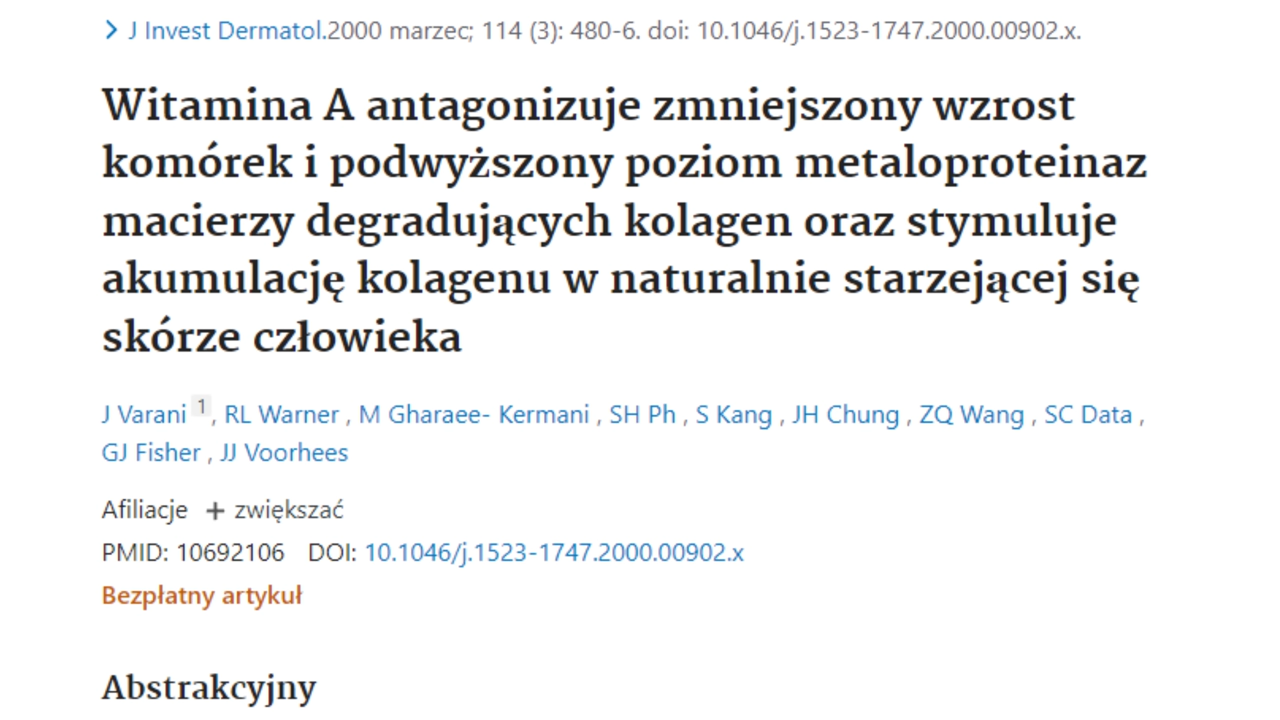 J Invest Dermatol.2000 marzec; 114 (3): 480-6. doi: 10.1046/j.1523-1747.2000.00902.x.
Witamina A antagonizuje zmniejszony wzrost
komórek i podwyższony poziom metaloproteinaz
macierzy degradujących kolagen oraz stymuluje
akumulację kolagenu w naturalnie starzejącej się
skórze człowieka
J Varani 1, RL Warner , M Gharaee- Kermani , SH Ph , S Kang , JH Chung , ZQ Wang , SC Data ,
GJ Fisher , JJ Voorhees
Afiliacje + zwiększać
PMID: 10692106 DOI: 10.1046/j.1523-1747.2000.00902.x
Bezpłatny artykuł
Abstrakcyjny